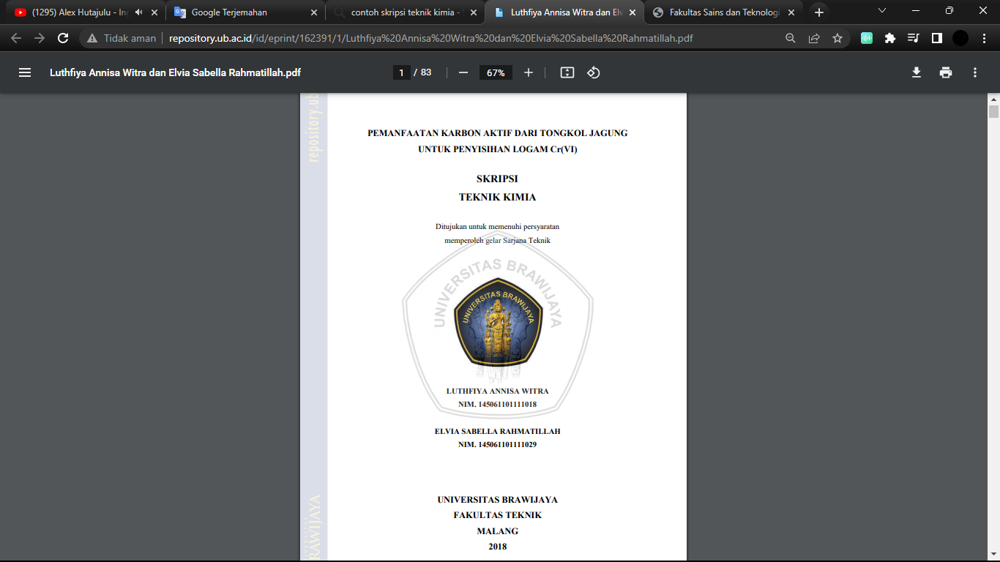 (1295) Alex Hutajulu - In
Google Terjemahan
contoh skripsi teknik kimia -
Luthfiya Annisa Witra dan Elv
Fakultas Sains dan Teknologi
Tidak aman
repository.ub.ac.id/id/eprint/162391/1/Luthfiya%20Annisa%20Witra%20dan%20Elvia%20Sabella%20Rahmatillah.pdf
Luthfiya Annisa Witra dan Elvia Sabella Rahmatillah.pdf
1 / 83
67%
repository.ub
PEMANFAATAN KARBON AKTIF DARI TONGKOL JAGUNG
UNTUK PENYISIHAN LOGAM Cr(VI)
SKRIPSI
TEKNIK KIMIA
Ditujukan untuk memenuhi persyaratan
memperoleh gelar Sarjana Teknik
UNIVERSITAS BRAWIJAYA
UNIVERSITAS BRAWIJAYA
LUTHFIYA ANNISA WITRA
NIM. 145061101111018
ELVIA SABELLA RAHMATILLAH
NIM. 145061101111029
UNIVERSITAS BRAWIJAYA
FAKULTAS TEKNIK
MALANG
2018
RAWIJAYA